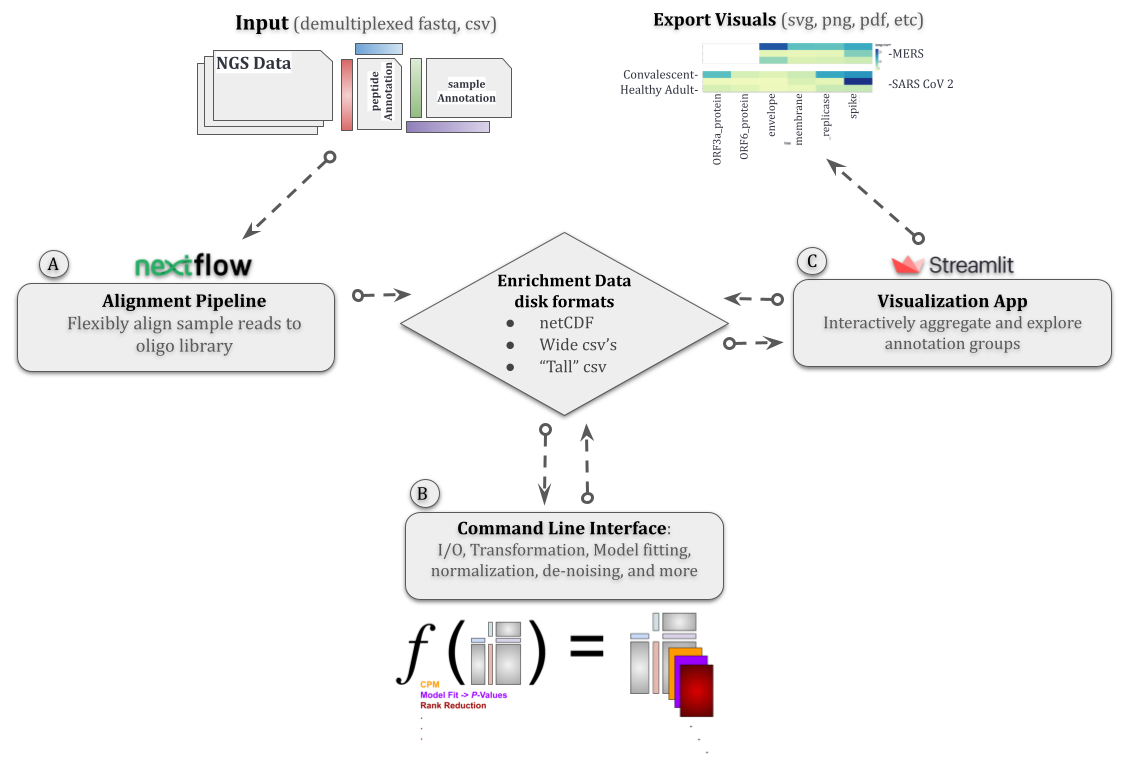 Input (demultiplexed fastq, csv)
NGS Data
peptide
Annotation
sample
Annotation
Export Visuals (svg, png, pdf, etc)
-MERS
Convalescent-
Healthy Adult-
-SARS CoV 2
ORF3a_protein
ORF6_protein
envelope
membrane
_replicase
spike
A
nextflow
Alignment Pipeline
Flexibly align sample reads to
oligo library
Enrichment Data
disk formats
● netCDF
● Wide csv's
● “Tall” csv
C
Streamlit
Visualization App
Interactively aggregate and explore
annotation groups
B
Command Line Interface:
I/O, Transformation, Model fitting,
normalization, de-noising, and more
f ( ) =
CPM
Model Fit -> P-Values
Rank Reduction